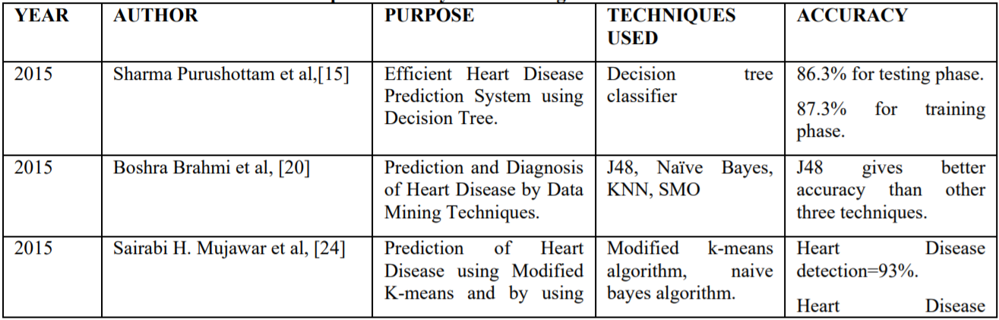 YEAR AUTHOR PURPOSE TECHNIQUES USED ACCURACY
2015
Sharma Purushottam et al,[15]
Efficient Heart Disease
Prediction System using
Decision Tree.
Decision tree
classifier
86.3% for testing phase.
87.3% for training
phase.
2015
Boshra Brahmi et al, [20]
Prediction and Diagnosis
of Heart Disease by Data
Mining Techniques.
J48, Naïve Bayes,
KNN, SMO
J48 gives better
accuracy than other
three techniques.
2015
Sairabi H. Mujawar et al, [24]
Prediction of Heart
Disease using Modified
K-means and by using
Modified k-means
algorithm, naive
bayes algorithm.
Heart Disease
detection=93%.
Heart Disease